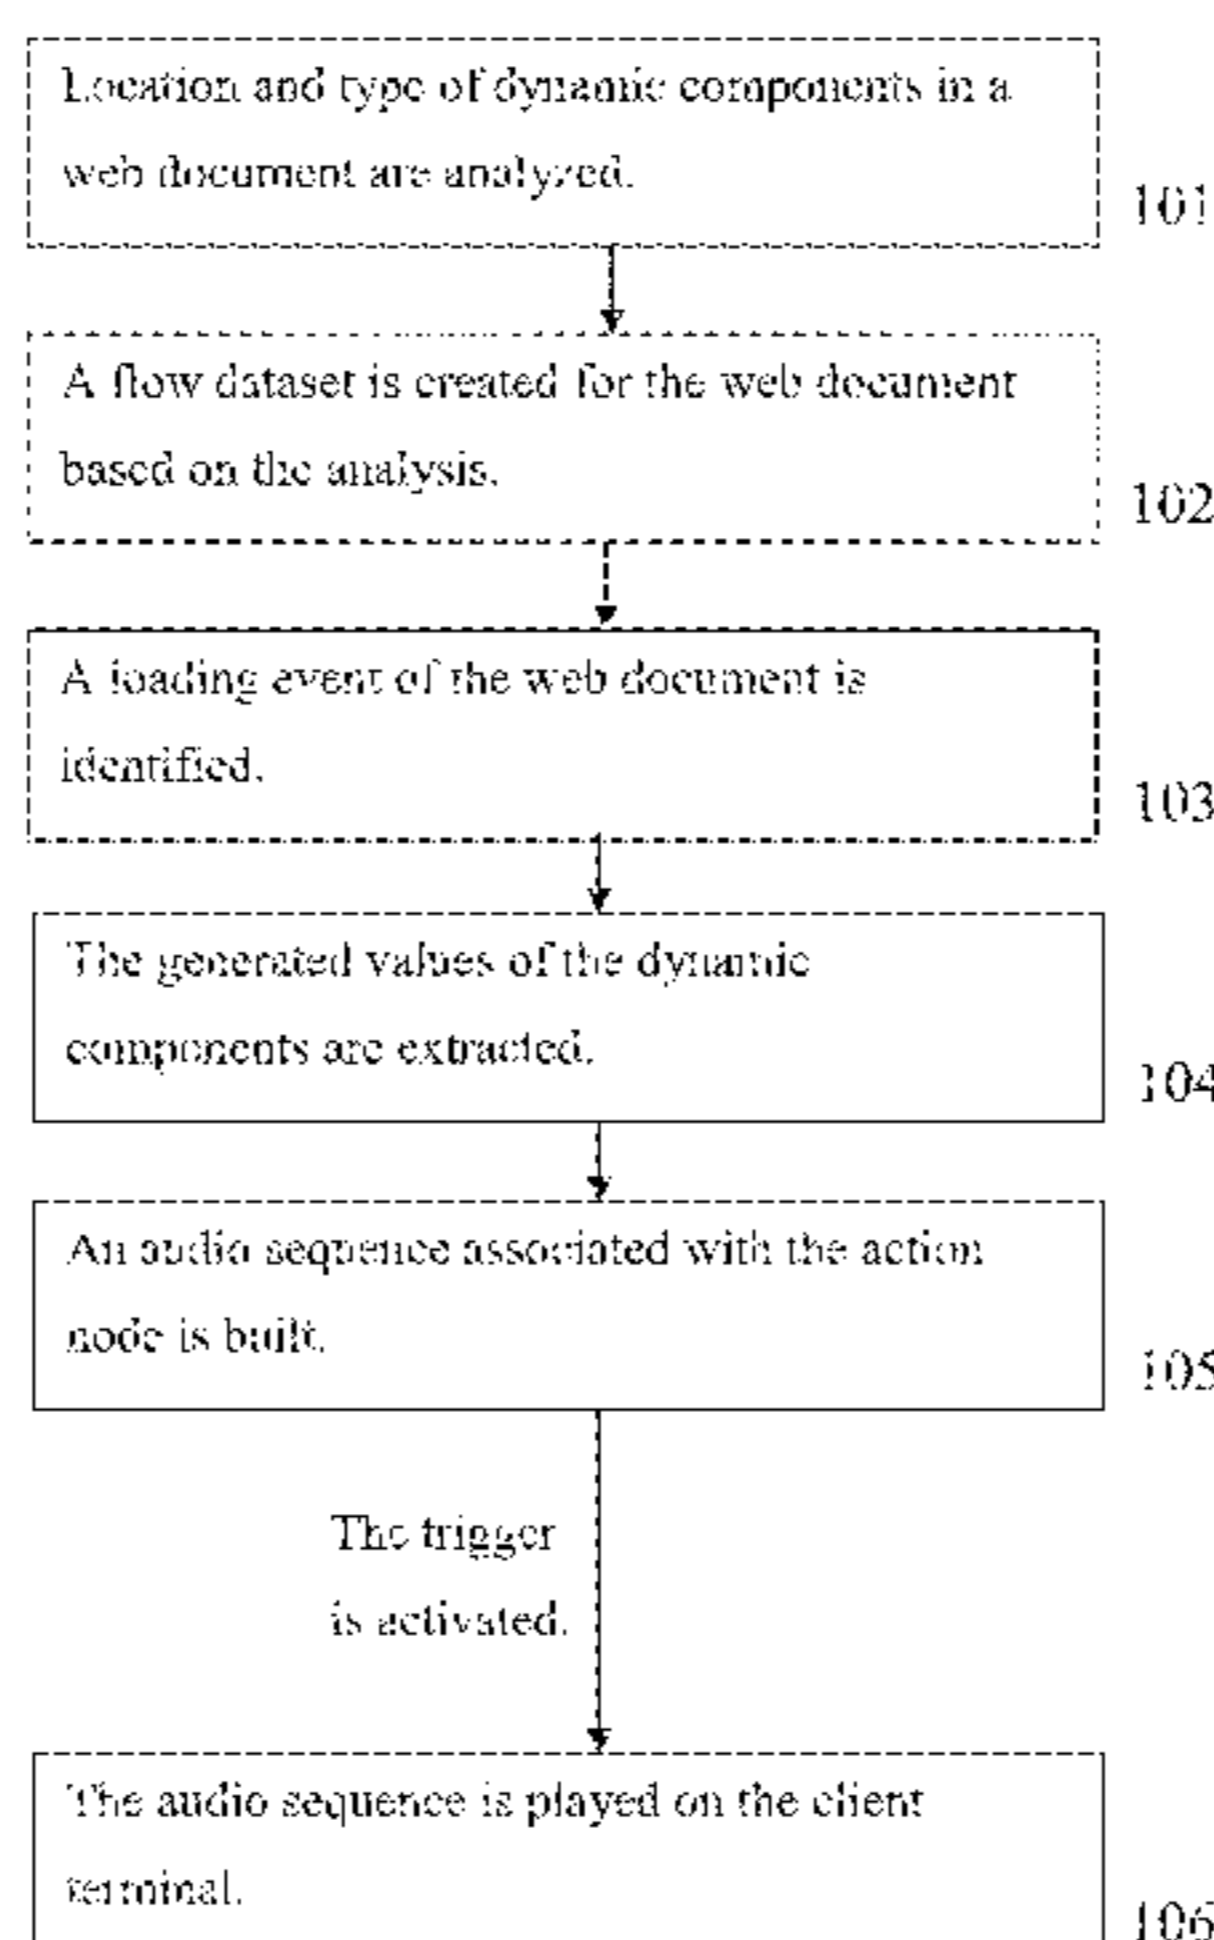 Location and type of dynamic components in a
web document are analyzed.
101
A flow dataset is created for the web document
based on the analysis.
102
A loading event of the web document is
identified.
103
The generated values of the dynamic
components are extracted.
104
An audio sequence associated with the action
node is built.
105
The trigger
is activated.
The audio sequence is played on the client
terminal.
106